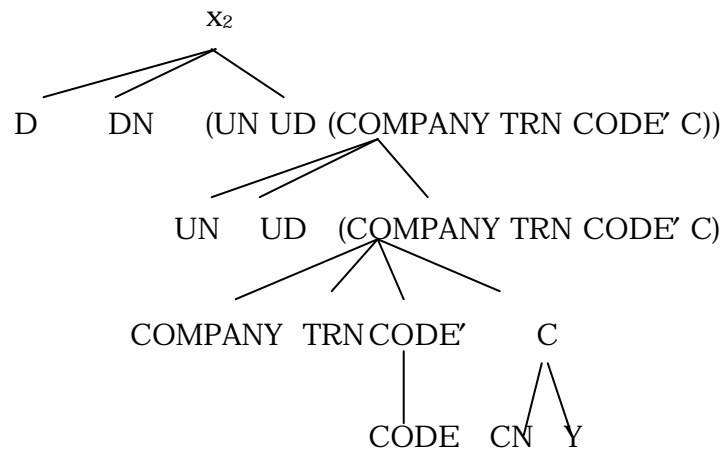 x₂
D DN (UN UD (COMPANY TRN CODE′ C))
UN UD (COMPANY TRN CODE′ C)
COMPANY TRN CODE′ C
CODE CN Y